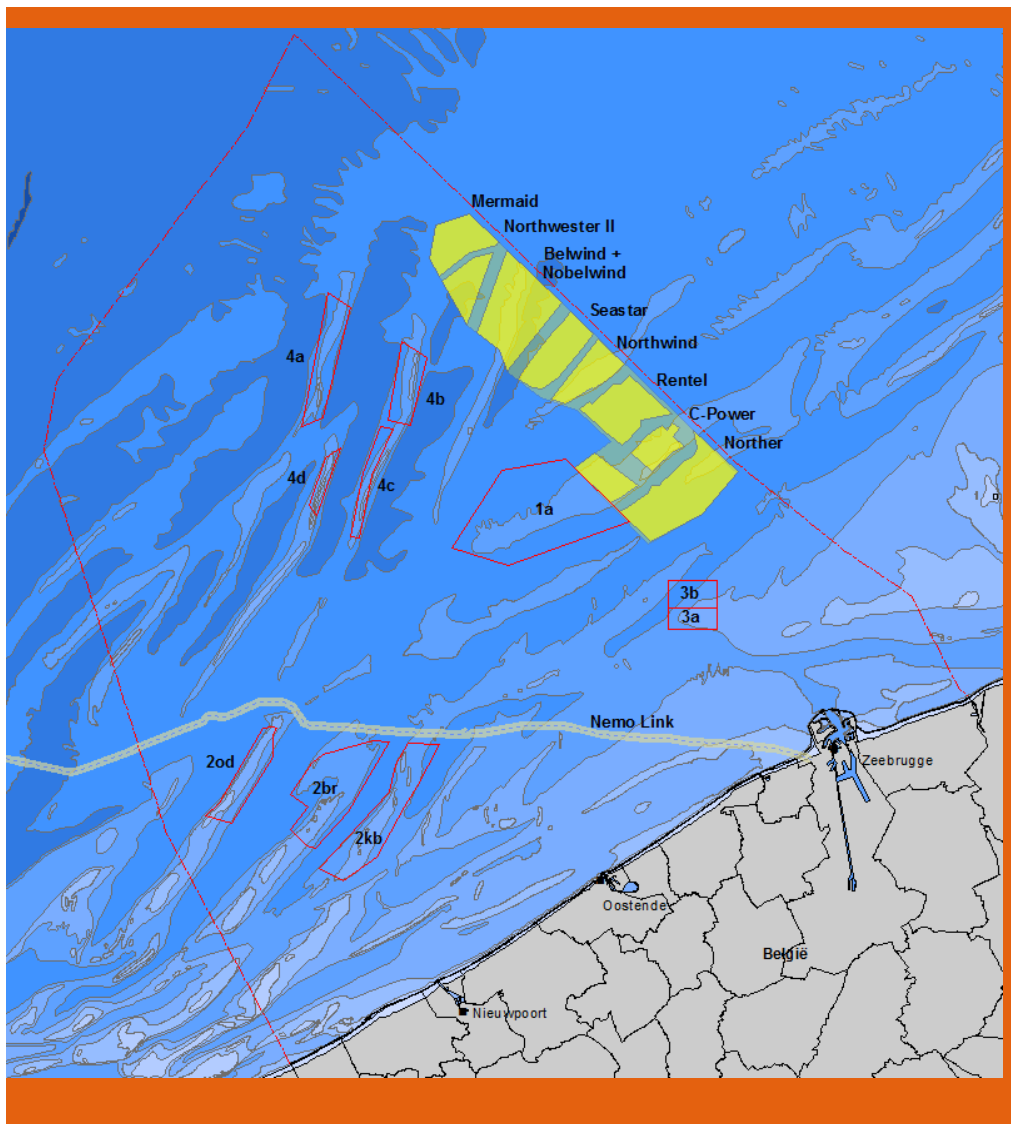 Mermaid
Northwester II
Belwind +
Nobelwind
Seastar
Northwind
4a
Rentel
4b
C-Power
Norther
4d
4c
1a
3b
3a
Nemo Link
2od
Zeebrugge
2br
2kb
Oostende
België
Nieuwpoort